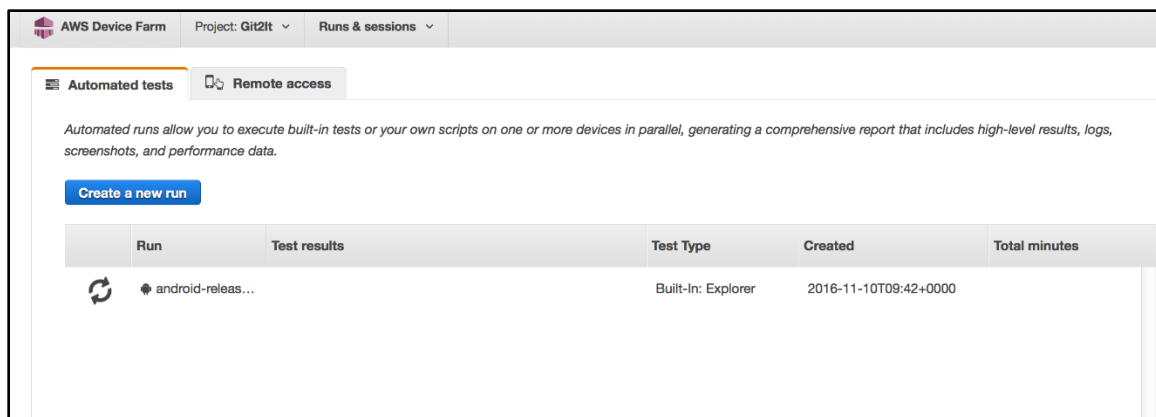 AWS Device Farm Project: Git2It Runs & sessions
Automated tests Remote access
Automated runs allow you to execute built-in tests or your own scripts on one or more devices in parallel, generating a comprehensive report that includes high-level results, logs,
screenshots, and performance data.
Create a new run
Run Test results Test Type Created Total minutes
android-releas... Built-In: Explorer 2016-11-10T09:42+0000